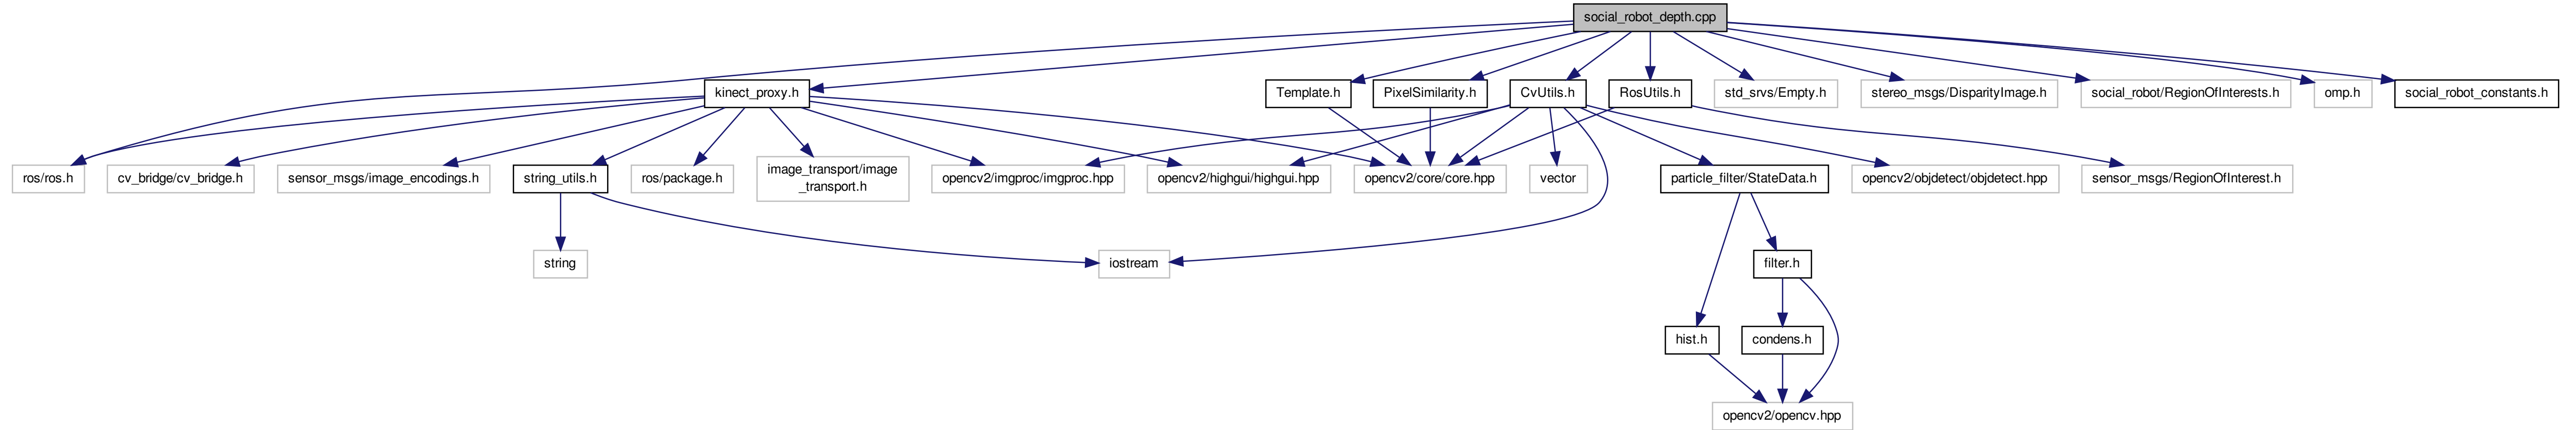 social_robot_depth.cpp
kinect_proxy.h
Template.h
PixelSimilarity.h
CvUtils.h
RosUtils.h
std_srvs/Empty.h
stereo_msgs/DisparityImage.h
social_robot/RegionOfInterests.h
omp.h
social_robot_constants.h
ros/ros.h
cv_bridge/cv_bridge.h
sensor_msgs/image_encodings.h
string_utils.h
ros/package.h
image_transport/image
_transport.h
opencv2/imgproc/imgproc.hpp
opencv2/highgui/highgui.hpp
opencv2/core/core.hpp
vector
particle_filter/StateData.h
opencv2/objdetect/objdetect.hpp
sensor_msgs/RegionOfInterest.h
string
iostream
filter.h
hist.h
condens.h
opencv2/opencv.hpp